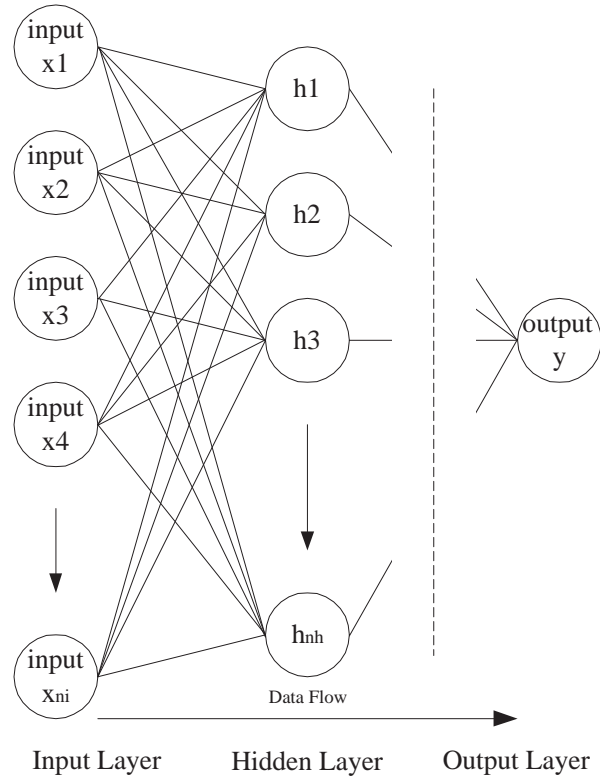 input
x1
input
x2
input
x3
input
x4
input
xni
h1
h2
h3
hnh
output
y
Data Flow
Input Layer
Hidden Layer
Output Layer